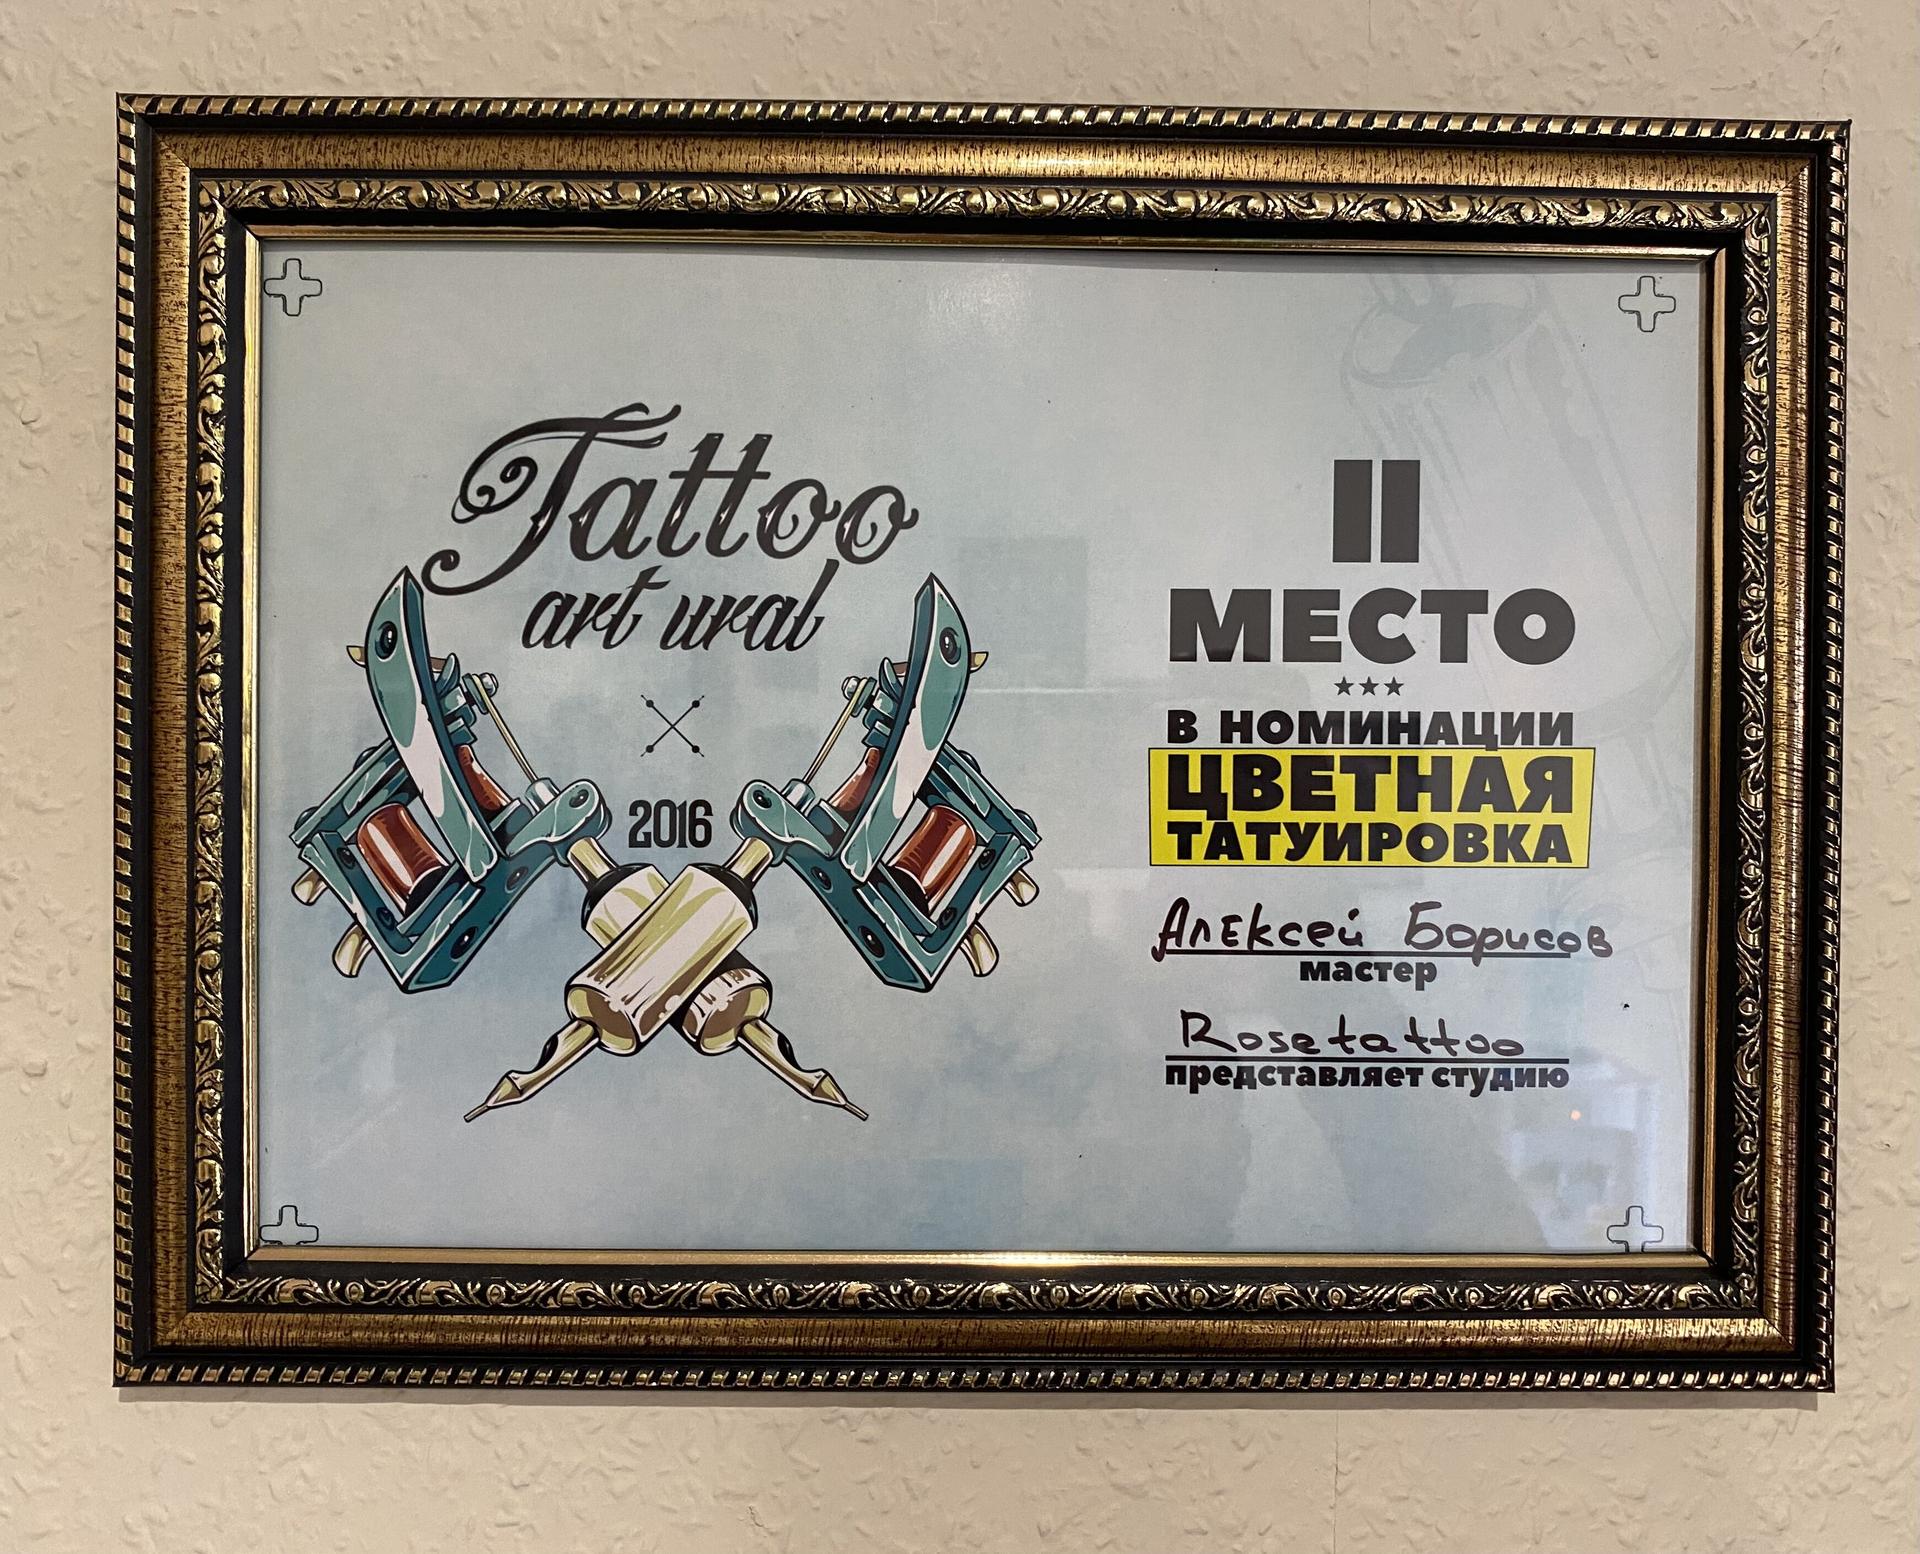 Tattoo
art ural
2016
II
МЕСТО
В НОМИНАЦИИ
ЦВЕТНАЯ
ТАТУИРОВКА
Алексей Борисов
мастер
Rosetattoo
представляет студию